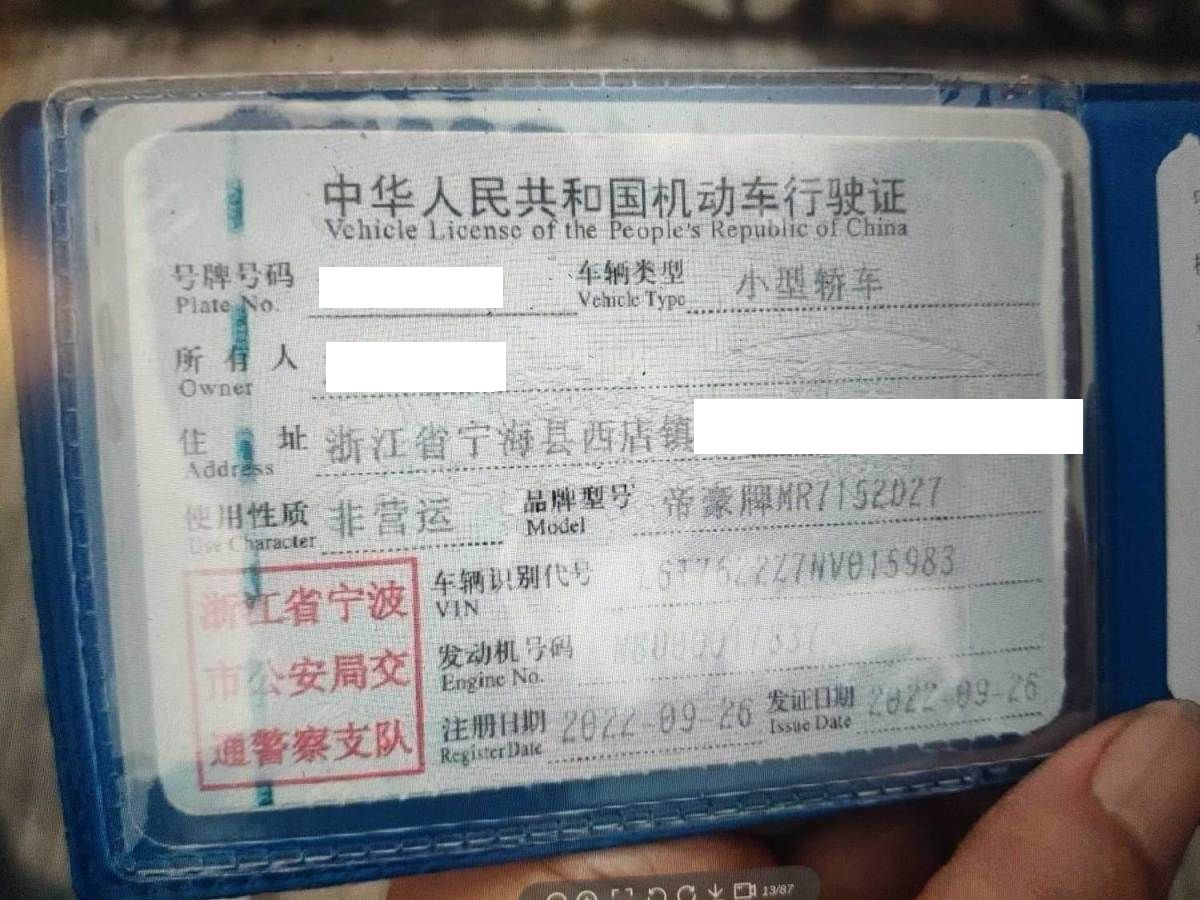 中华人民共和国机动车行驶证
Vehicle License of the People's Republic of China
号牌号码 车辆类型 小型轿车
Plate No. Vehicle Type
所有人
Owner
住址 浙江省宁海县西店镇
Address
使用性质 非营运 品牌型号 帝豪牌MR7152D27
Use Character Model
浙江省宁波
市公安局交
通警察支队
车辆识别代号
VIN
发动机号码
Engine No.
注册日期 2022-09-26 发证日期 2022-09-26
Register Date Issue Date
13/87